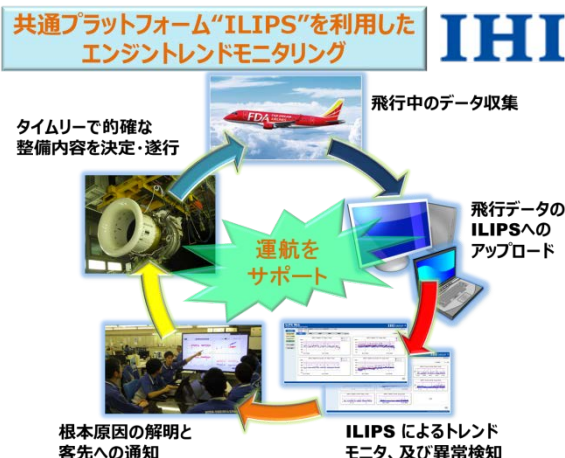 共通プラットフォーム“ILIPS”を利用した
エンジントレンドモニタリング
IHI
飛行中のデータ収集
FDA
タイムリーで的確な
整備内容を決定・遂行
飛行データの
ILIPSへの
アップロード
運航を
サポート
根本原因の解明と
客先への通知
ILIPS によるトレンド
モニタ、及び異常検知